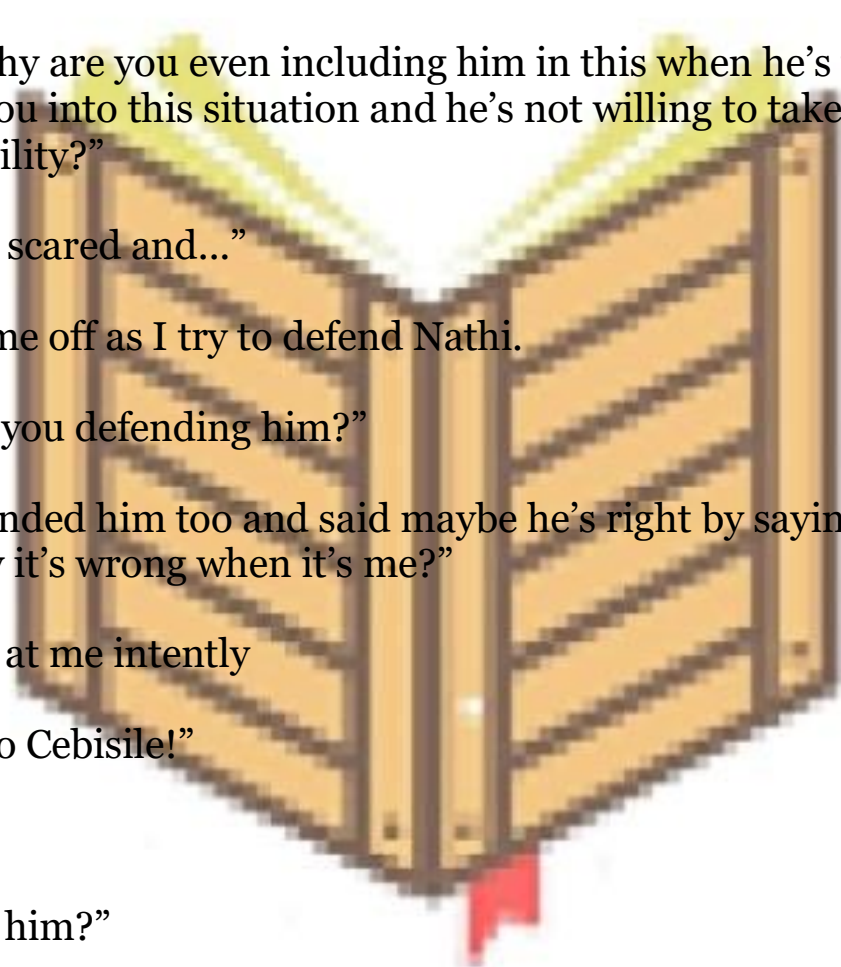 hy are you even including him in this when he’s
ou into this situation and he’s not willing to take
ility?”
scared and...”
me off as I try to defend Nathi.
you defending him?”
nded him too and said maybe he’s right by sayin
it’s wrong when it’s me?”
at me intently
o Cebisile!”
him?”